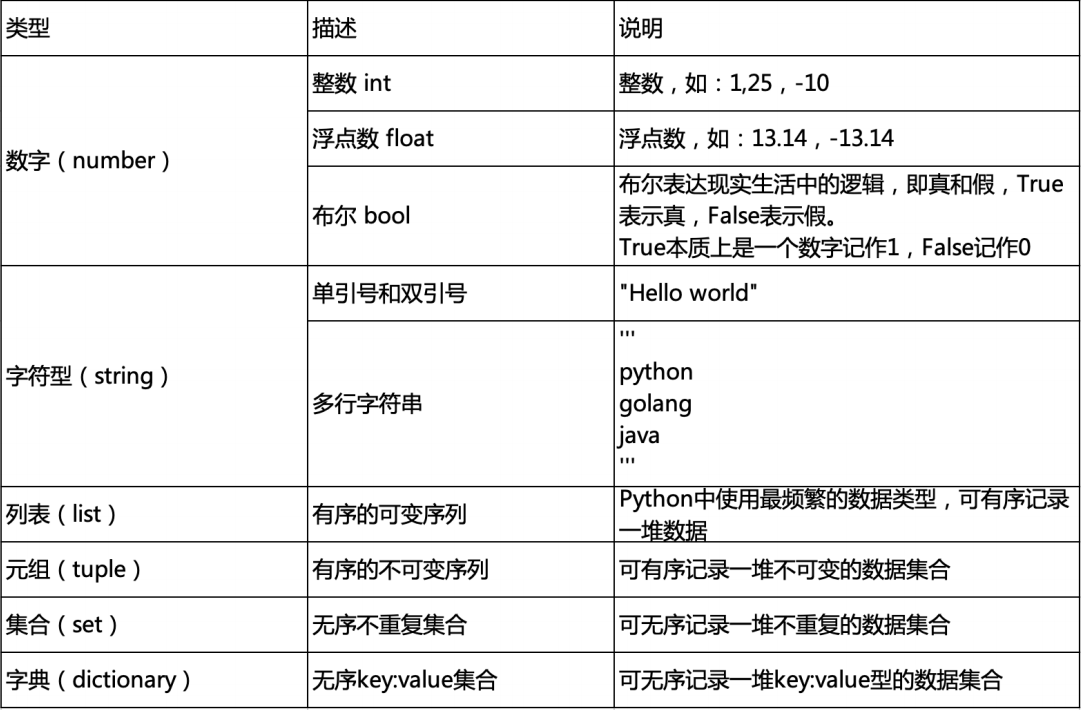 类型 描述 说明
数字（number）
整数 int
整数，如：1,25，-10
浮点数 float
浮点数，如：13.14，-13.14
布尔 bool
布尔表达现实生活中的逻辑，即真和假，True
表示真，False表示假。
True本质上是一个数字记作1，False记作0
字符型（string）
单引号和双引号
"Hello world"
多行字符串
'''
python
golang
java
'''
列表（list）
有序的可变序列
Python中使用最频繁的数据类型，可有序记录
一堆数据
元组（tuple）
有序的不可变序列
可有序记录一堆不可变的数据集合
集合（set）
无序不重复集合
可无序记录一堆不重复的数据集合
字典（dictionary）
无序key:value集合
可无序记录一堆key:value型的数据集合